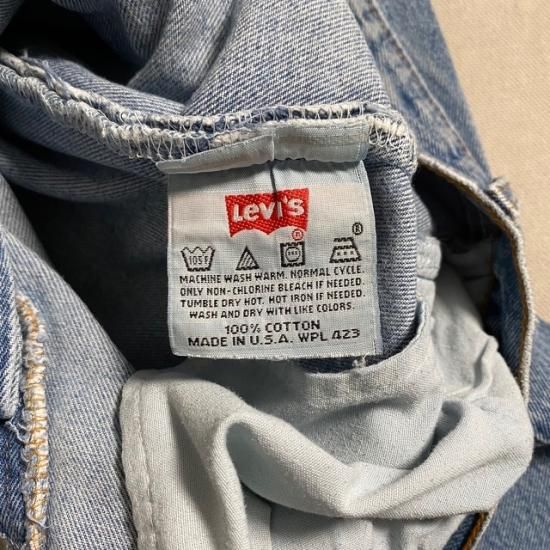 Levi's
®
®
105F
MACHINE WASH WARM. NORMAL CYCLE.
ONLY NON-CHLORINE BLEACH IF NEEDED.
TUMBLE DRY HOT. HOT IRON IF NEEDED.
WASH AND DRY WITH LIKE COLORS.
100% COTTON
MADE IN U.S.A. WPL 423